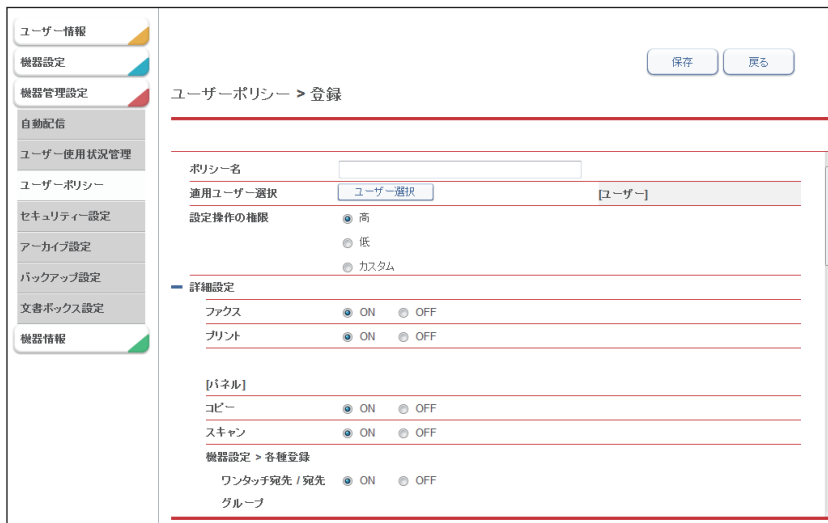 ユーザー情報
機器設定
機器管理設定
自動配信
ユーザー使用状況管理
ユーザーポリシー
セキュリティー設定
アーカイブ設定
バックアップ設定
文書ボックス設定
機器情報
保存 戻る
ユーザーポリシー > 登録
ポリシー名
適用ユーザー選択 ユーザー選択 [ユーザー]
設定操作の権限 高
低
カスタム
詳細設定
ファクス ON OFF
プリント ON OFF
[パネル]
コピー ON OFF
スキャン ON OFF
機器設定 > 各種登録
ワンタッチ宛先 / 宛先 ON OFF
グループ